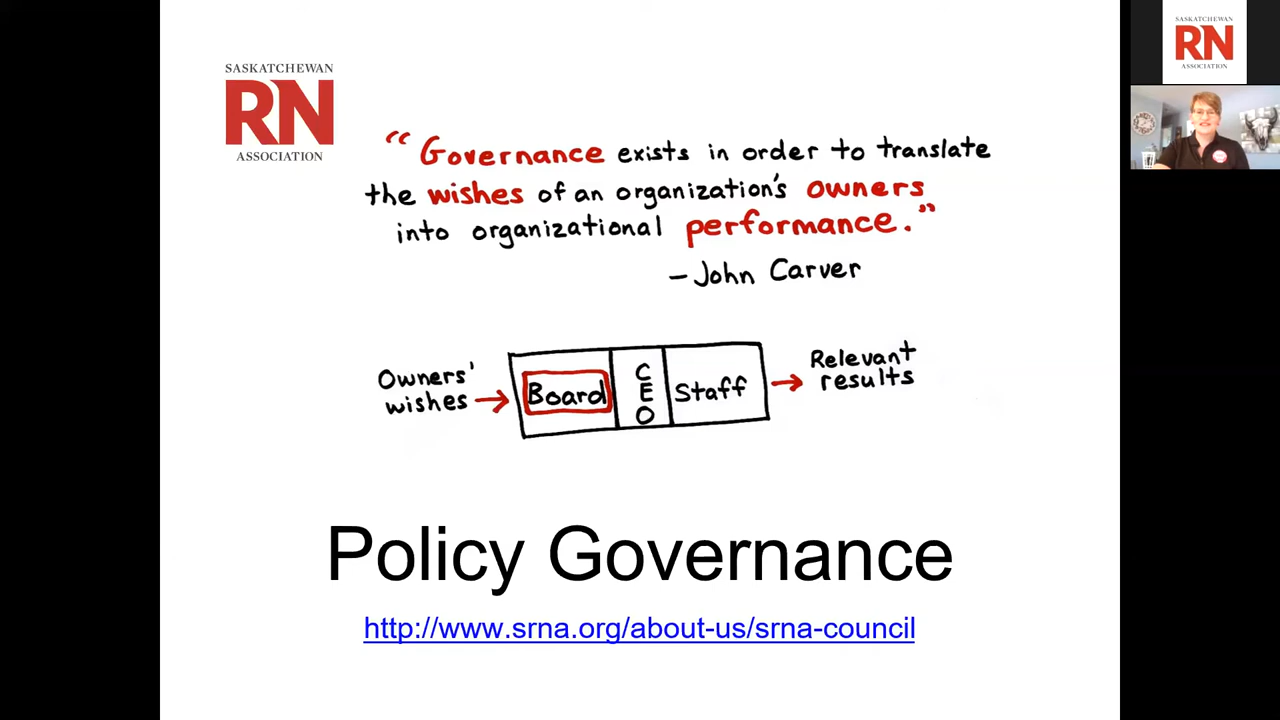 SASKATCHEWAN
RN
ASSOCIATION
“Governance exists in order to translate
the wishes of an organization's owners
into organizational performance.”
– John Carver
Owners'
wishes
Board
CEO
Staff
Relevant
results
Policy Governance
http://www.srna.org/about-us/srna-council
SASKATCHEWAN
RN
ASSOCIATION